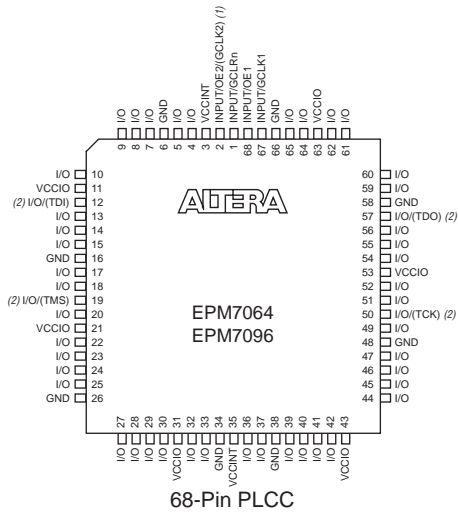 I/O
I/O
I/O
GND
I/O
I/O
VCCINT
INPUT/OE2/(GCLK2) (1)
INPUT/GCLRn
INPUT/OE1
INPUT/GCLK1
GND
I/O
I/O
VCCIO
I/O
I/O
9 8 7 6 5 4 3 2 1 68 67 66 65 64 63 62 61
I/O 10
VCCIO 11
(2) I/O/(TDI) 12
I/O 13
I/O 14
I/O 15
GND 16
I/O 17
I/O 18
(2) I/O/(TMS) 19
I/O 20
VCCIO 21
I/O 22
I/O 23
I/O 24
I/O 25
GND 26
ALTERA
EPM7064
EPM7096
60 I/O
59 I/O
58 GND
57 I/O/(TDO) (2)
56 I/O
55 I/O
54 I/O
53 VCCIO
52 I/O
51 I/O
50 I/O/(TCK) (2)
49 I/O
48 GND
47 I/O
46 I/O
45 I/O
44 I/O
27 28 29 30 31 32 33 34 35 36 37 38 39 40 41 42 43
I/O
I/O
I/O
I/O
VCCIO
I/O
I/O
GND
VCCINT
I/O
I/O
GND
I/O
I/O
I/O
I/O
VCCIO
68-Pin PLCC